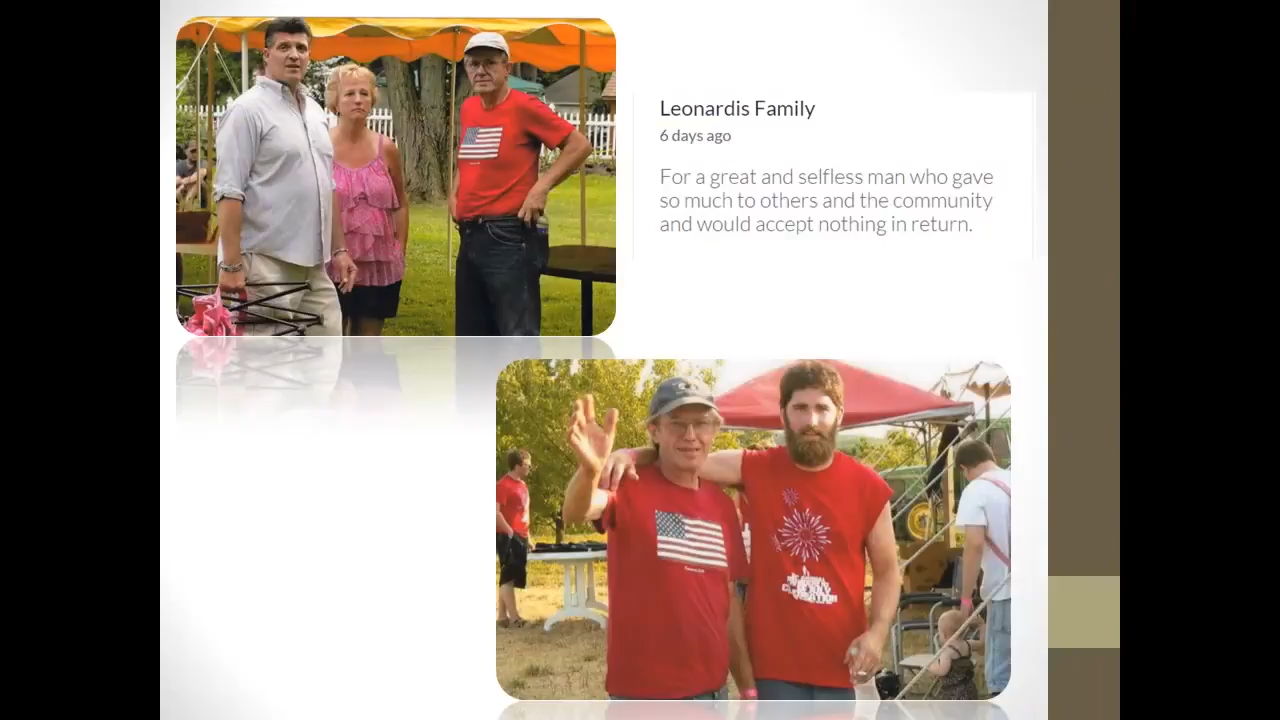 Leonardis Family
6 days ago
For a great and selfless man who gave
so much to others and the community
and would accept nothing in return.